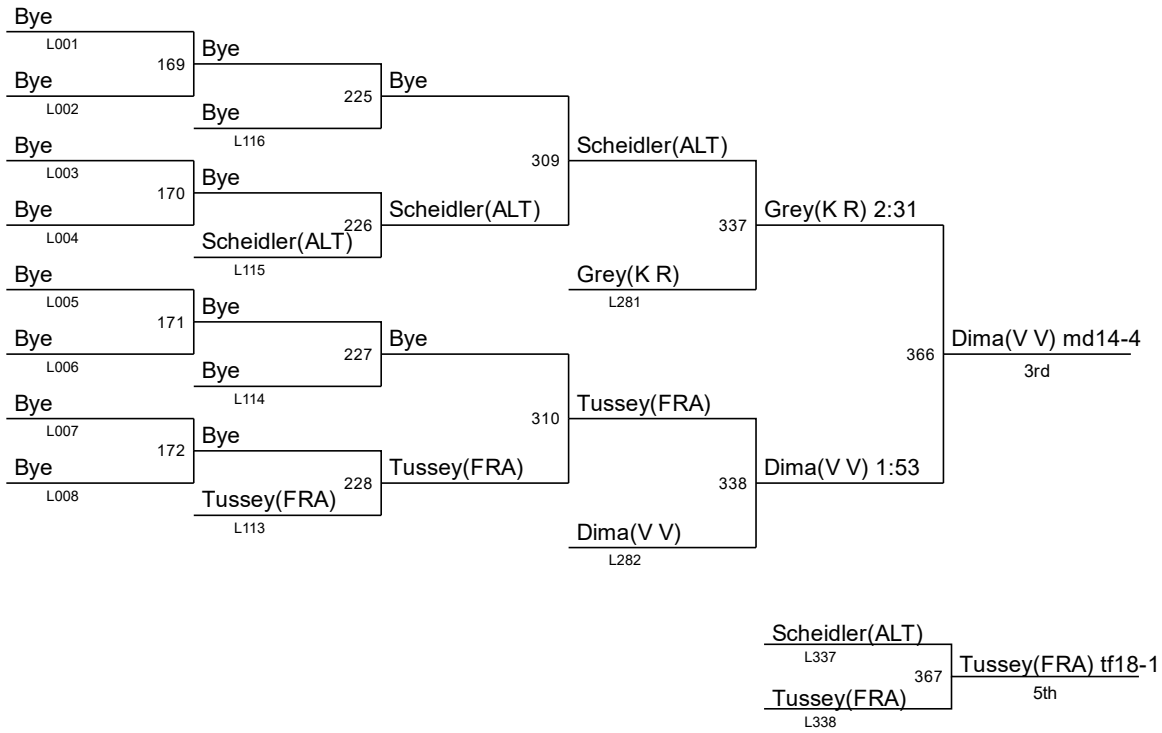 Bye
L001
169
Bye
L002
Bye
225
Bye
L116
Bye
Bye
L003
170
Bye
L004
Bye
226
Scheidler(ALT)
L115
Scheidler(ALT)
309
Scheidler(ALT)
337
Grey(K R)
L281
Grey(K R) 2:31
Bye
L005
171
Bye
L006
Bye
227
Bye
L114
Bye
Bye
L007
172
Bye
L008
Bye
228
Tussey(FRA)
L113
Tussey(FRA)
310
Tussey(FRA)
338
Dima(V V)
L282
Dima(V V) 1:53
366
Dima(V V) md14-4
3rd
Scheidler(ALT)
L337
367
Tussey(FRA)
L338
Tussey(FRA) tf18-1
5th